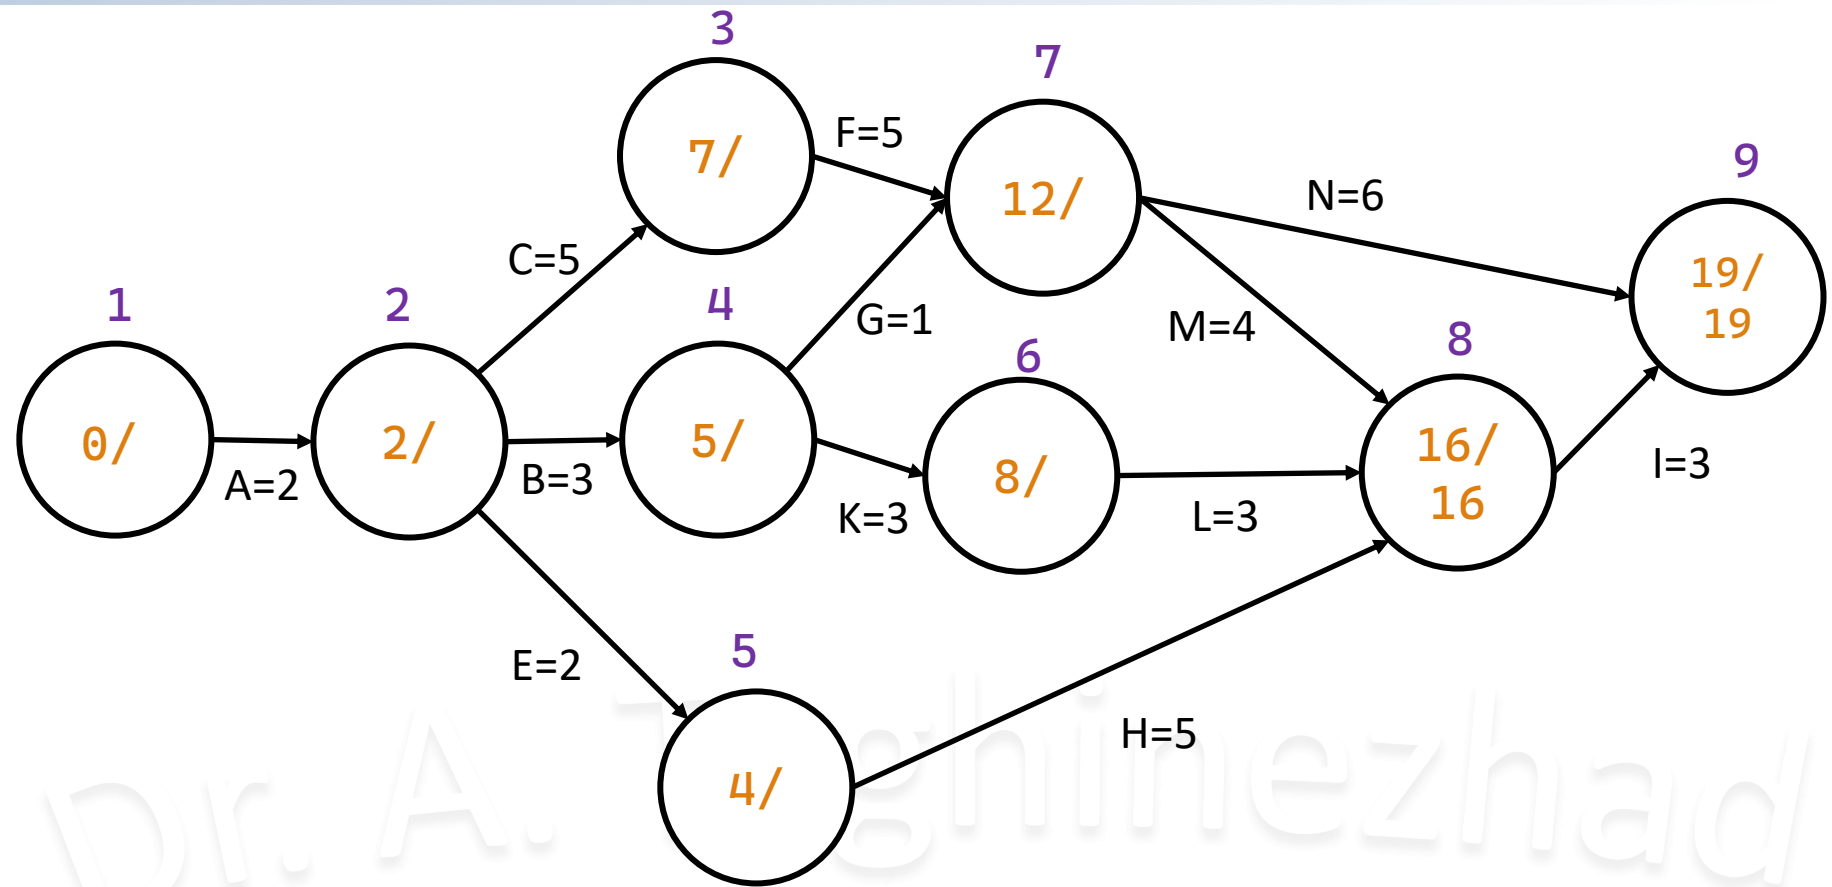 3
7
7/
F=5
12/
9
N=6
C=5
19/
19
1
2
4
G=1
M=4
8
6
0/
2/
5/
8/
16/
16
A=2
B=3
K=3
L=3
I=3
E=2
5
4/
H=5
Dr. A. Taghinezhad